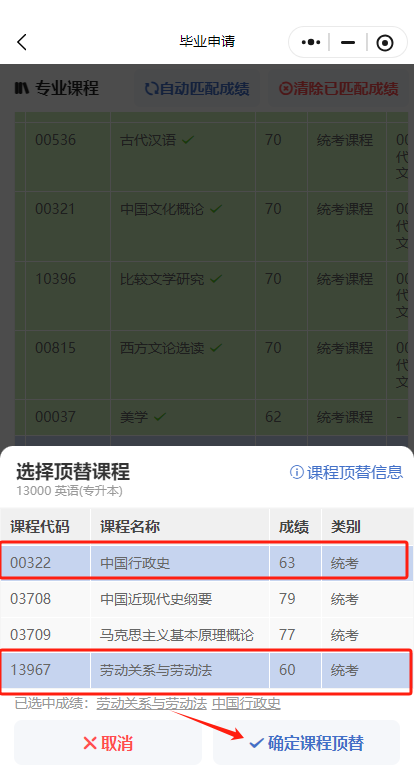 毕业申请
专业课程 自动匹配成绩 清除已匹配成绩
00536 古代汉语 70 统考课程
00321 中国文化概论 70 统考课程
10396 比较文学研究 70 统考课程
00815 西方文论选读 70 统考课程
00037 美学 62 统考课程 -
选择顶替课程 课程顶替信息
13000 英语(专升本)
课程代码 课程名称 成绩 类别
00322 中国行政史 63 统考
03708 中国近现代史纲要 79 统考
03709 马克思主义基本原理概论 77 统考
13967 劳动关系与劳动法 60 统考
已选中成绩：劳动关系与劳动法 中国行政史
取消 确定课程顶替